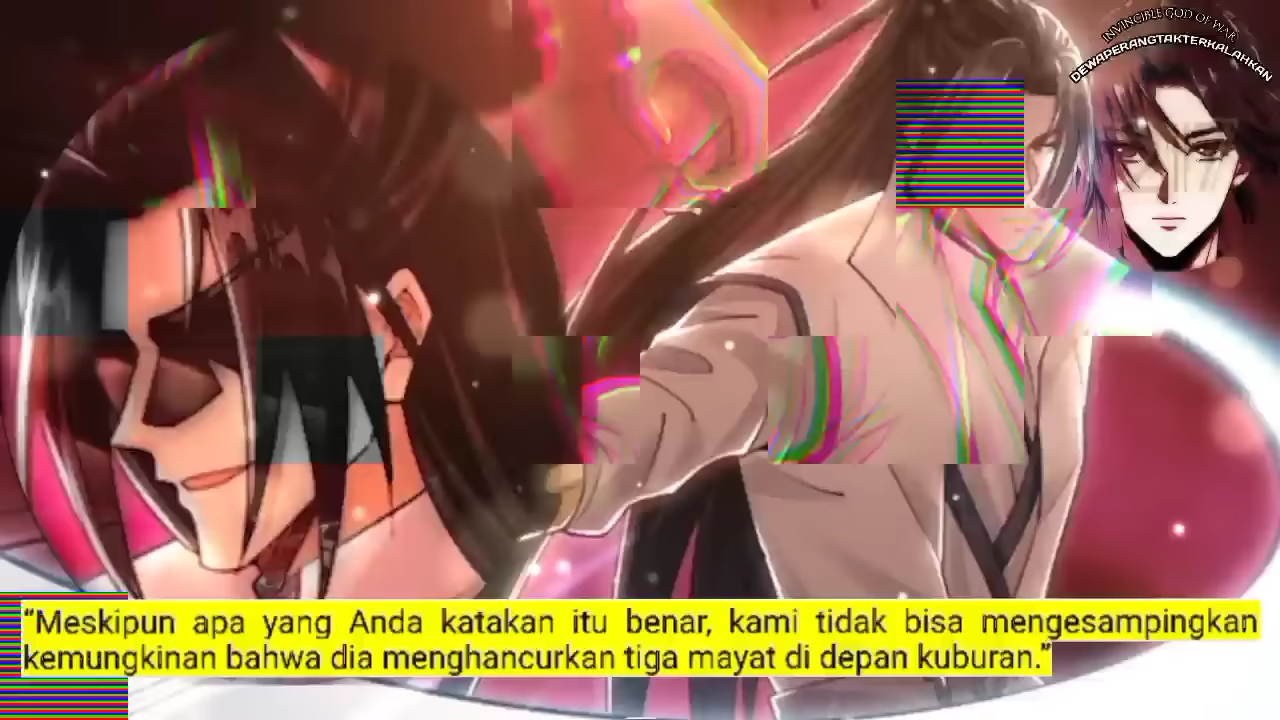 INVINCIBLE GOD OF WAR
DEWAPERANGTAKTERKALAHKAN
“Meskipun apa yang Anda katakan itu benar, kami tidak bisa mengesampingkan
kemungkinan bahwa dia menghancurkan tiga mayat di depan kuburan.”